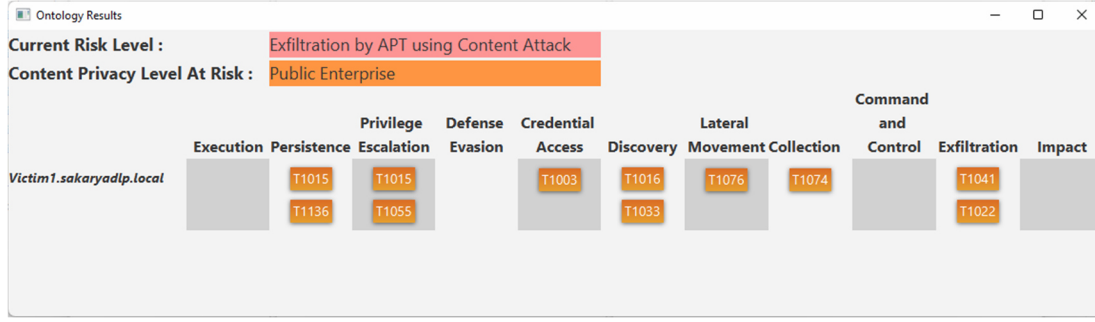 Ontology Results
Current Risk Level : Exfiltration by APT using Content Attack
Content Privacy Level At Risk : Public Enterprise
Command
Privilege Defense Credential Lateral and
Execution Persistence Escalation Evasion Access Discovery Movement Collection Control Exfiltration Impact
Victim1.sakaryadlp.local T1015 T1015 T1003 T1016 T1076 T1074 T1041
T1136 T1055 T1033 T1022